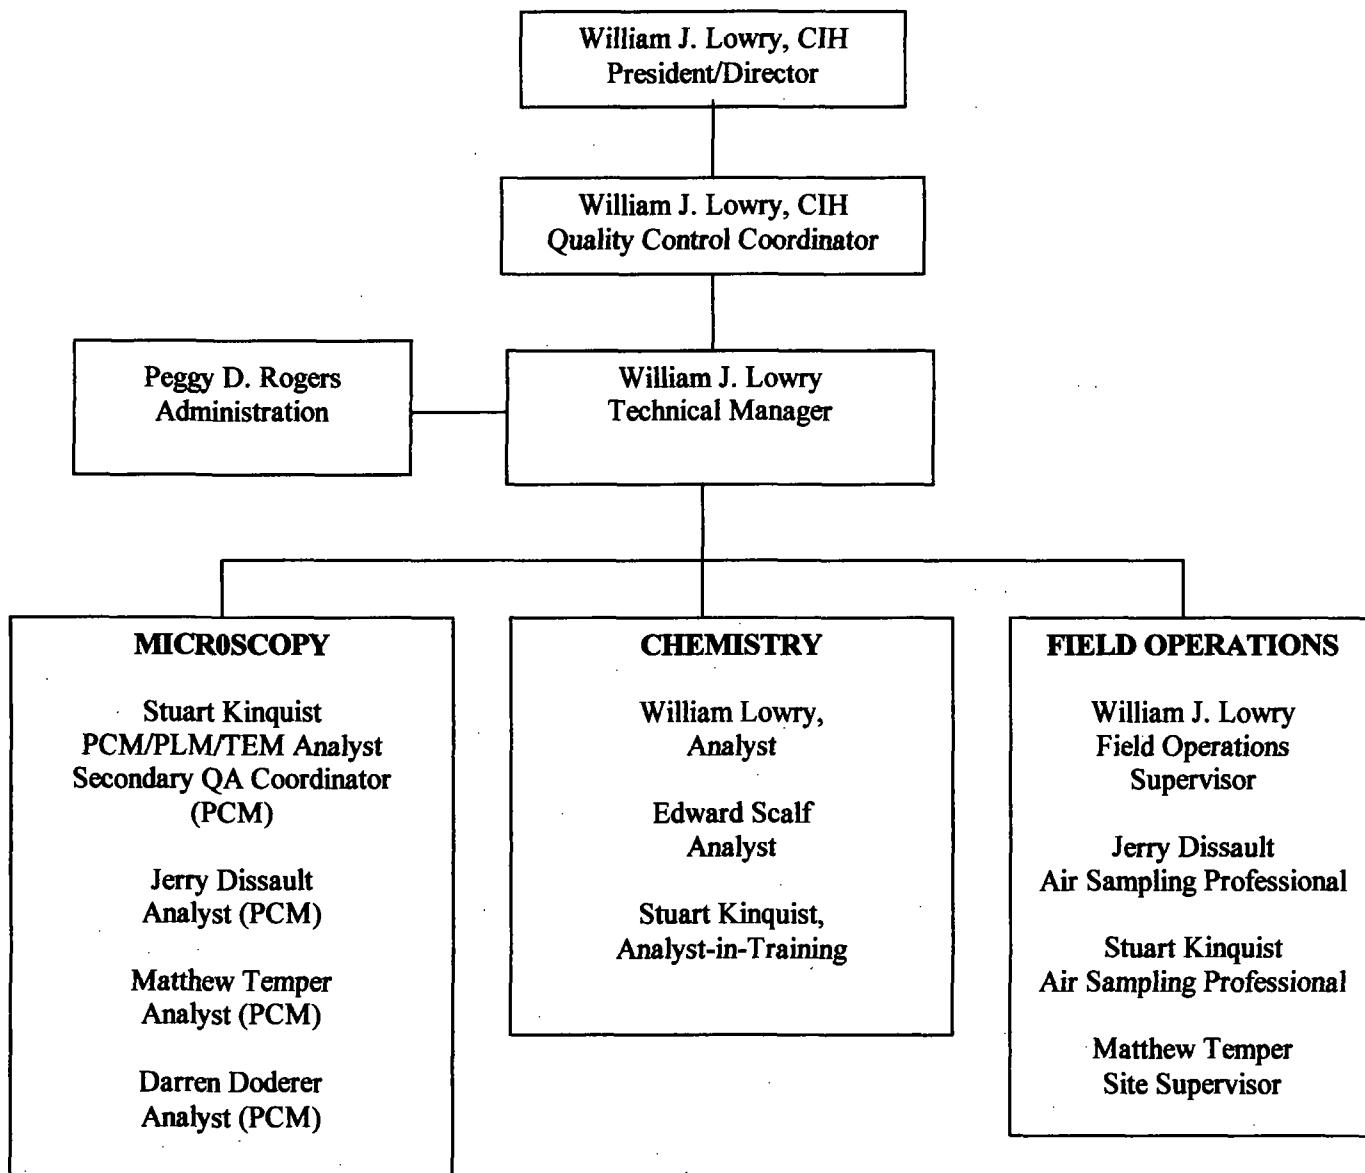 William J. Lowry, CIH
President/Director
William J. Lowry, CIH
Quality Control Coordinator
Peggy D. Rogers
Administration
William J. Lowry
Technical Manager
MICR0SCOPY
Stuart Kinquist
PCM/PLM/TEM Analyst
Secondary QA Coordinator
(PCM)
Jerry Dissault
Analyst (PCM)
Matthew Temper
Analyst (PCM)
Darren Doderer
Analyst (PCM)
CHEMISTRY
William Lowry,
Analyst
Edward Scalf
Analyst
Stuart Kinquist,
Analyst-in-Training
FIELD OPERATIONS
William J. Lowry
Field Operations
Supervisor
Jerry Dissault
Air Sampling Professional
Stuart Kinquist
Air Sampling Professional
Matthew Temper
Site Supervisor